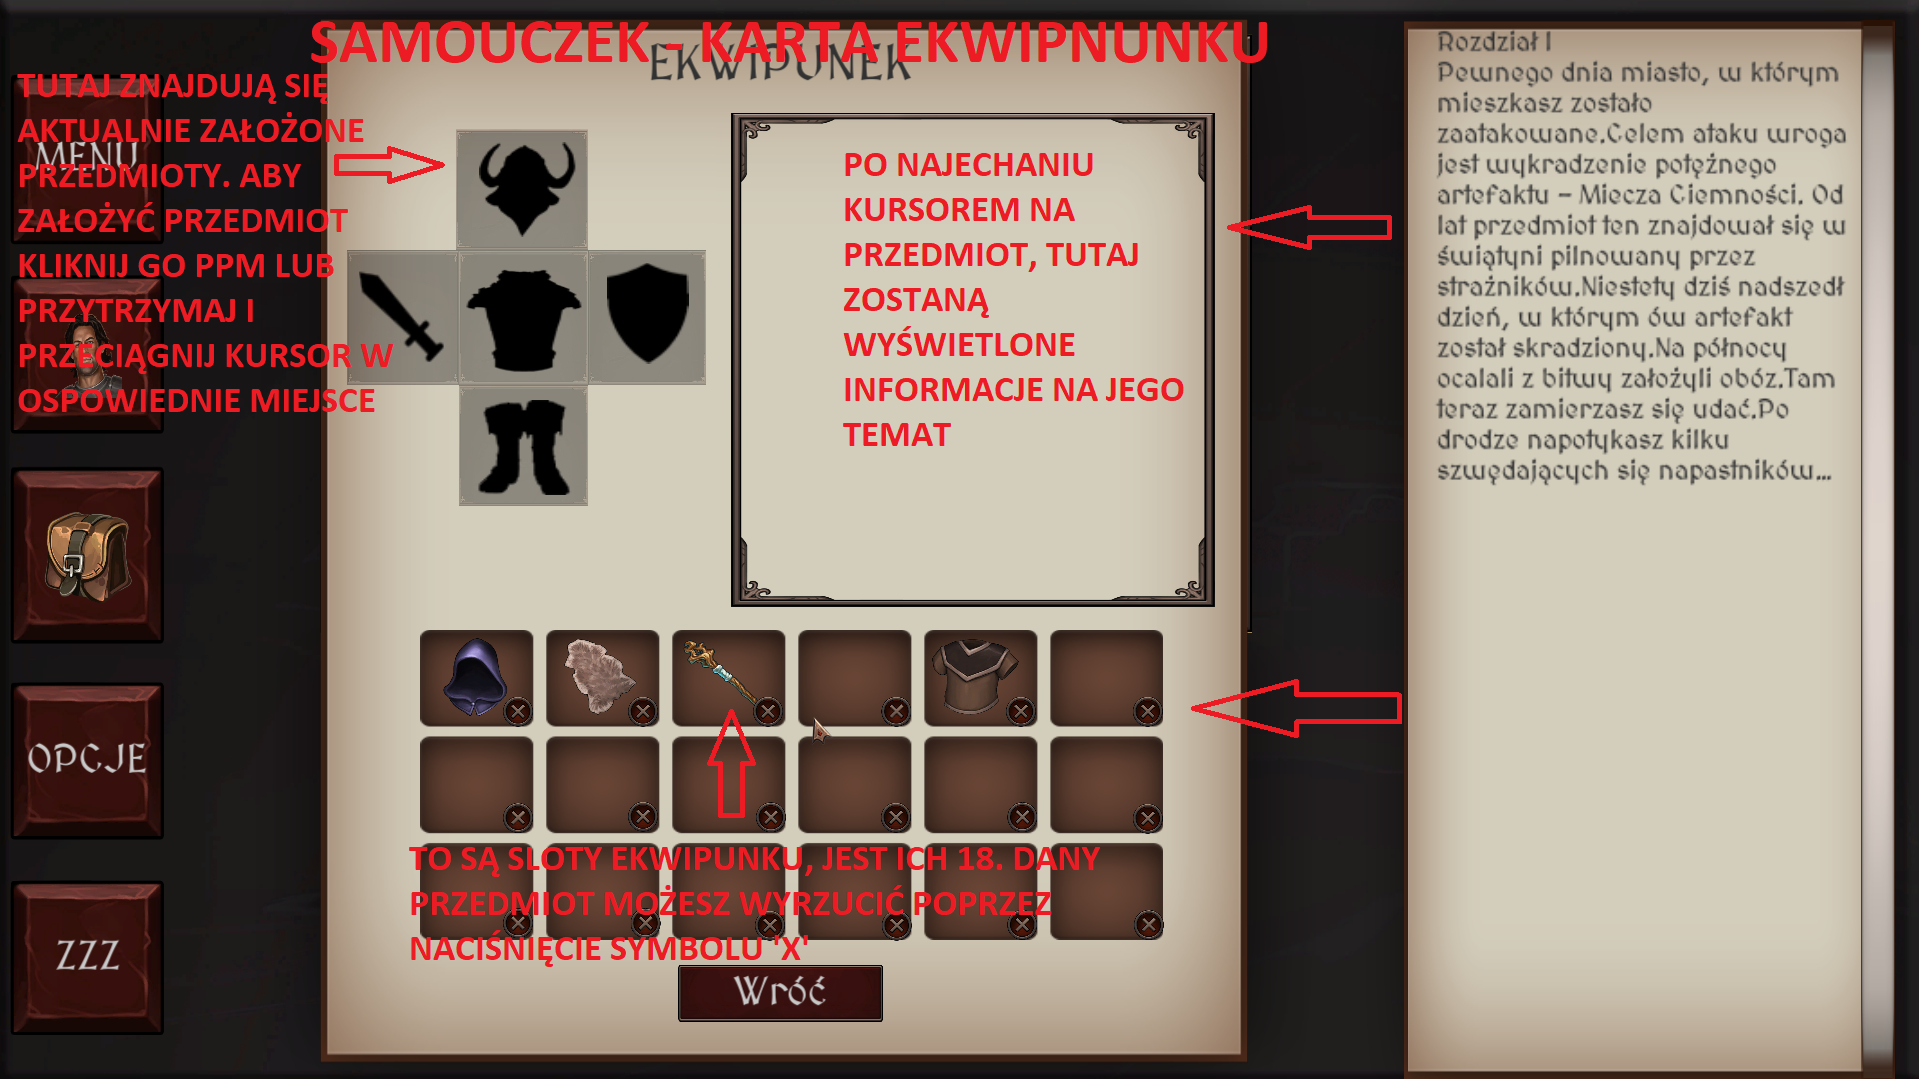 SAMOUCZEK - KARTA EKWIPNUNKU
EKWIPUNEK
TUTAJ ZNAJDUJĄ SIĘ
AKTUALNIE ZAŁOŻONE
PRZEDMIOTY. ABY
ZAŁOŻYĆ PRZEDMIOT
KLIKNIJ GO PPM LUB
PRZYTRZYMAJ I
PRZECIĄGNIJ KURSOR W
OSPOWIEDNIE MIEJSCE
MENU
OPCJE
ZZZ
PO NAJECHANIU
KURSOREM NA
PRZEDMIOT, TUTAJ
ZOSTANĄ
WYŚWIETLONE
INFORMACJE NA JEGO
TEMAT
TO SĄ SLOTY EKWIPUNKU, JEST ICH 18. DANY
PRZEDMIOT MOŻESZ WYRZUCIĆ POPRZEZ
NACIŚNIĘCIE SYMBOLU 'X'
Wróć
Rozdział I
Pewnego dnia miasto, w którym
mieszkasz zostało
zaatakowane.Celem ataku wroga
jest wykradzenie potężnego
artefaktu – Miecza Ciemności. Od
lat przedmiot ten znajdował się w
świątyni pilnowany przez
strażników.Niestety dziś nadszedł
dzień, w którym ów artefakt
został skradziony.Na północy
ocalali z bitwy założyli obóz.Tam
teraz zamierzasz się udać.Po
drodze napotykasz kilku
szwędających się napastników...